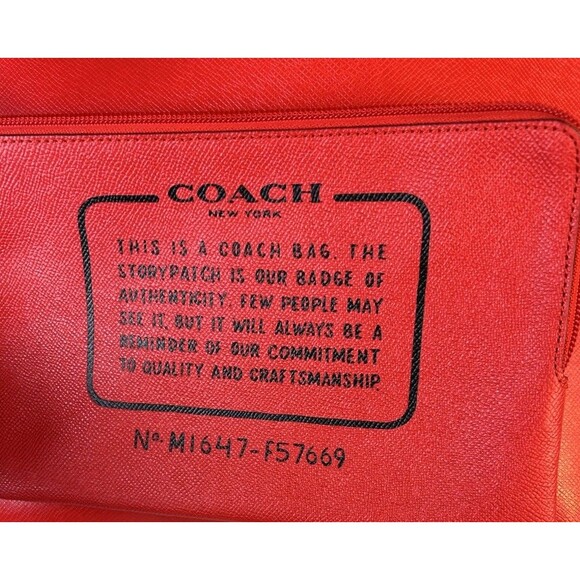 COACH
NEW YORK
THIS IS A COACH BAG. THE
STORYPATCH IS OUR BADGE OF
AUTHENTICITY. FEW PEOPLE MAY
SEE IT, BUT IT WILL ALWAYS BE A
REMINDER OF OUR COMMITMENT
TO QUALITY AND CRAFTSMANSHIP.
No. M1647-F57669